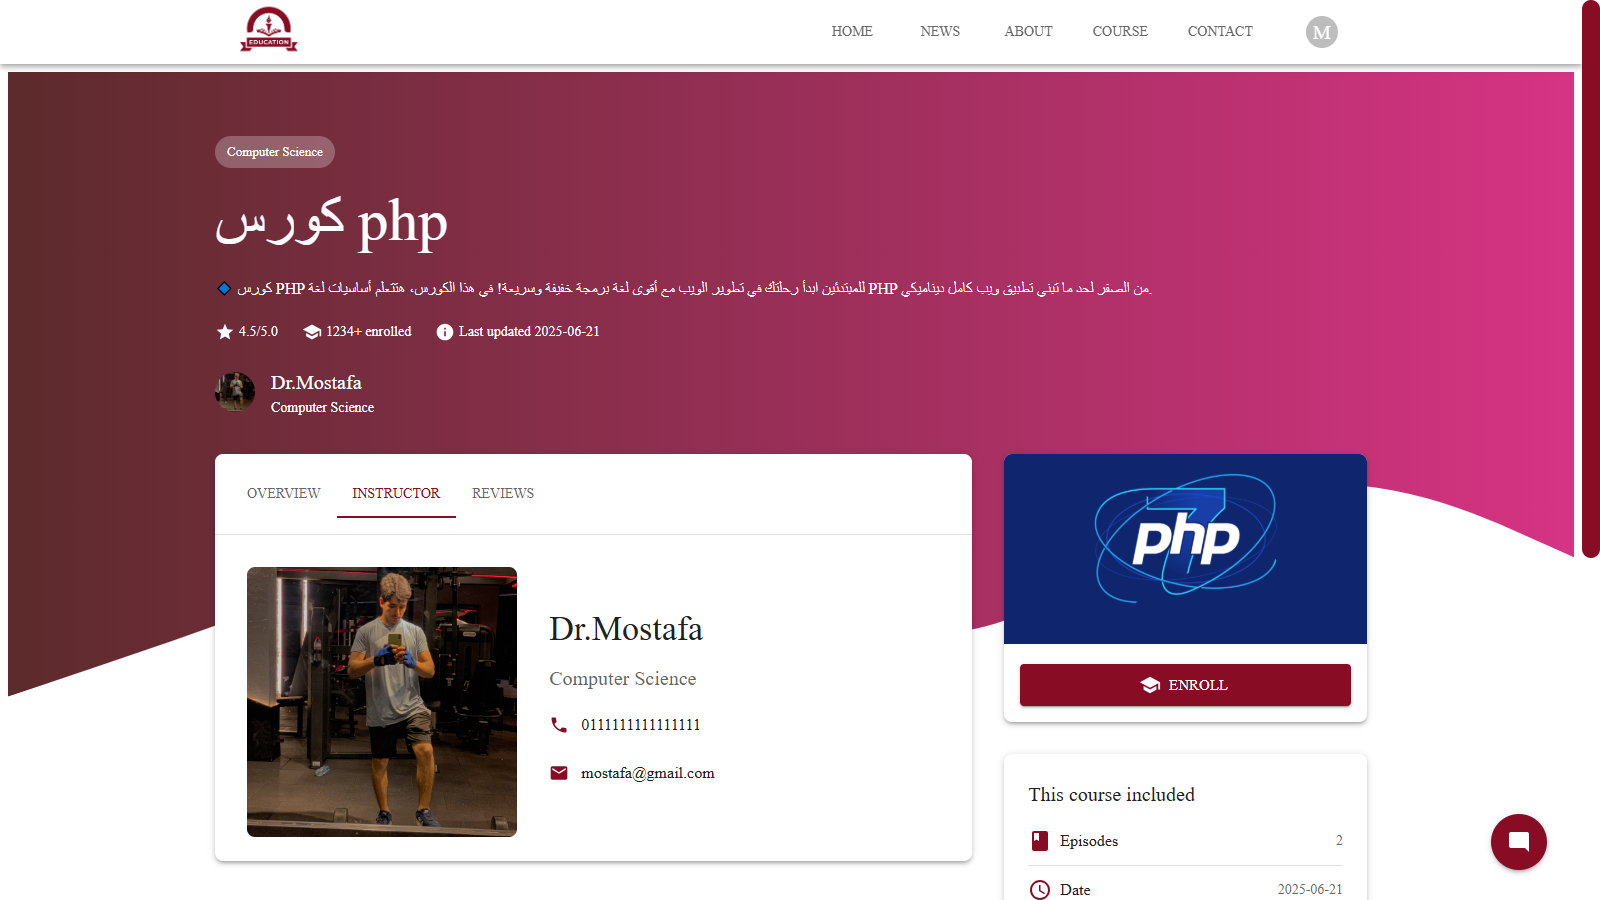 EDUCATION
HOME NEWS ABOUT COURSE CONTACT M
Computer Science
كورس php
كورس PHP للمبتدئين ابدأ رحلتك في تطوير الويب مع أقوى لغة برمجة خفيفة وسريعة! في هذا الكورس، هتتعلم أساسيات لغة PHP من الصفر لحد ما تبني تطبيق ويب كامل ديناميكي.
4.5/5.0 1234+ enrolled Last updated 2025-06-21
Dr.Mostafa
Computer Science
OVERVIEW INSTRUCTOR REVIEWS
Dr.Mostafa
Computer Science
0111111111111111
mostafa@gmail.com
7
php
ENROLL
This course included
Episodes 2
Date 2025-06-21